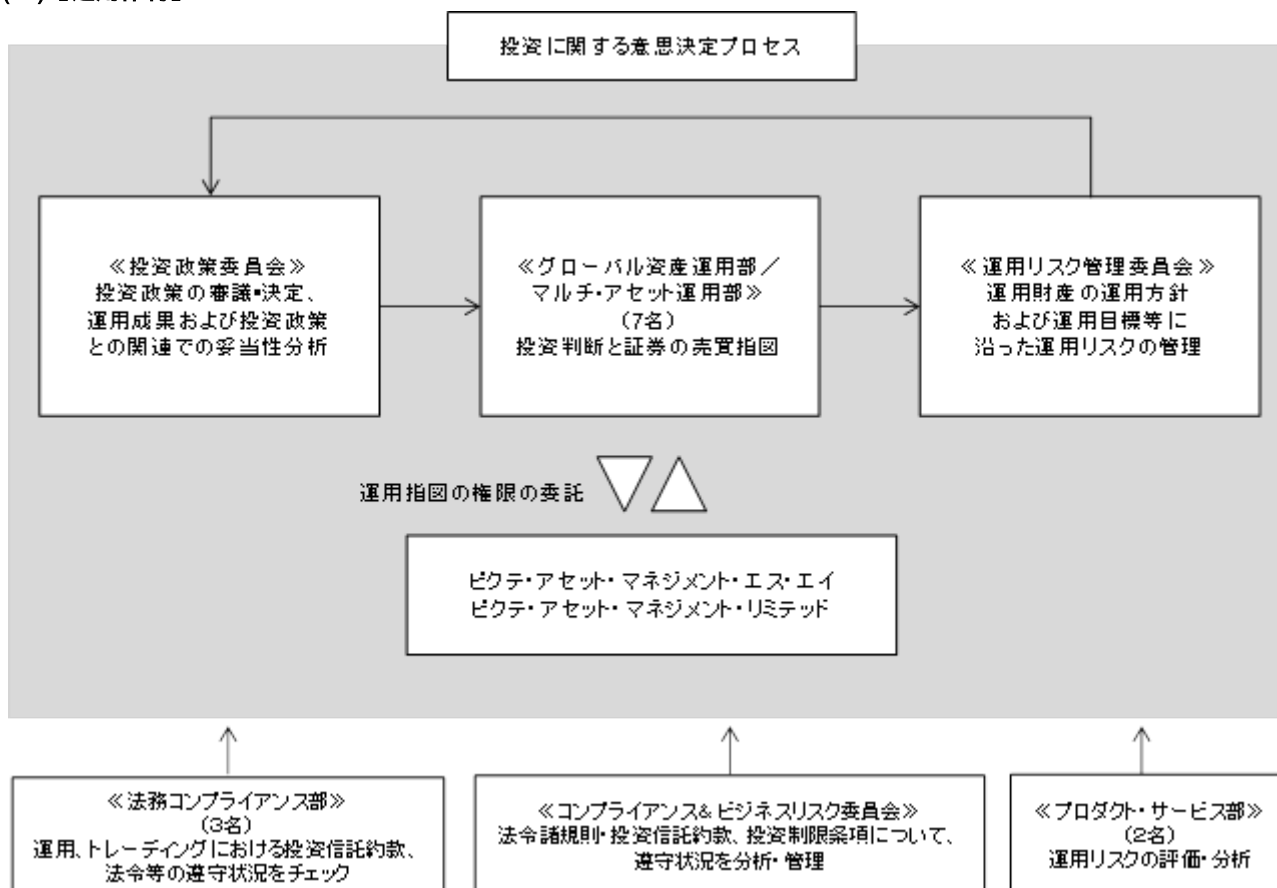 投資に関する意思決定プロセス
≪投資政策委員会≫
投資政策の審議・決定、
運用成果および投資政策
との関連での妥当性分析
≪グローバル資産運用部／
マルチ・アセット運用部≫
(7名)
投資判断と証券の売買指図
≪運用リスク管理委員会≫
運用財産の運用方針
および運用目標等に
沿った運用リスクの管理
運用指図の権限の委託
ピクテ・アセット・マネジメント・エス・エイ
ピクテ・アセット・マネジメント・リミテッド
≪法務コンプライアンス部≫
(3名)
運用、トレーディングにおける投資信託約款、
法令等の遵守状況をチェック
≪コンプライアンス&ビジネスリスク委員会≫
法令諸規則・投資信託約款、投資制限条項について、
遵守状況を分析・管理
≪プロダクト・サービス部≫
(2名)
運用リスクの評価・分析